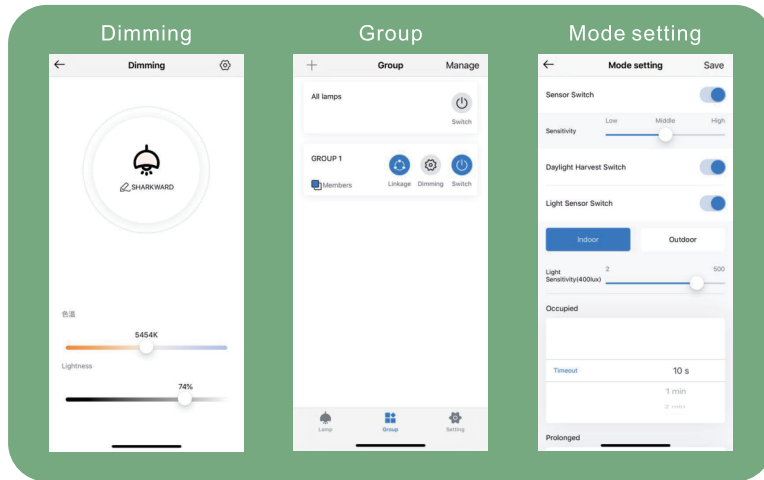 Dimming
Group
Mode setting
Dimming
SHARKWARD
色温
5454K
Lightness
74%
Group
Manage
All lamps
Switch
GROUP 1
Members
Linkage
Dimming
Switch
Lamp
Group
Setting
Mode setting
Save
Sensor Switch
Low
Middle
High
Sensitivity
Daylight Harvest Switch
Light Sensor Switch
Indoor
Outdoor
2
500
Light
Sensitivity(400lux)
Occupied
Timeout
10 s
1 min
Prolonged